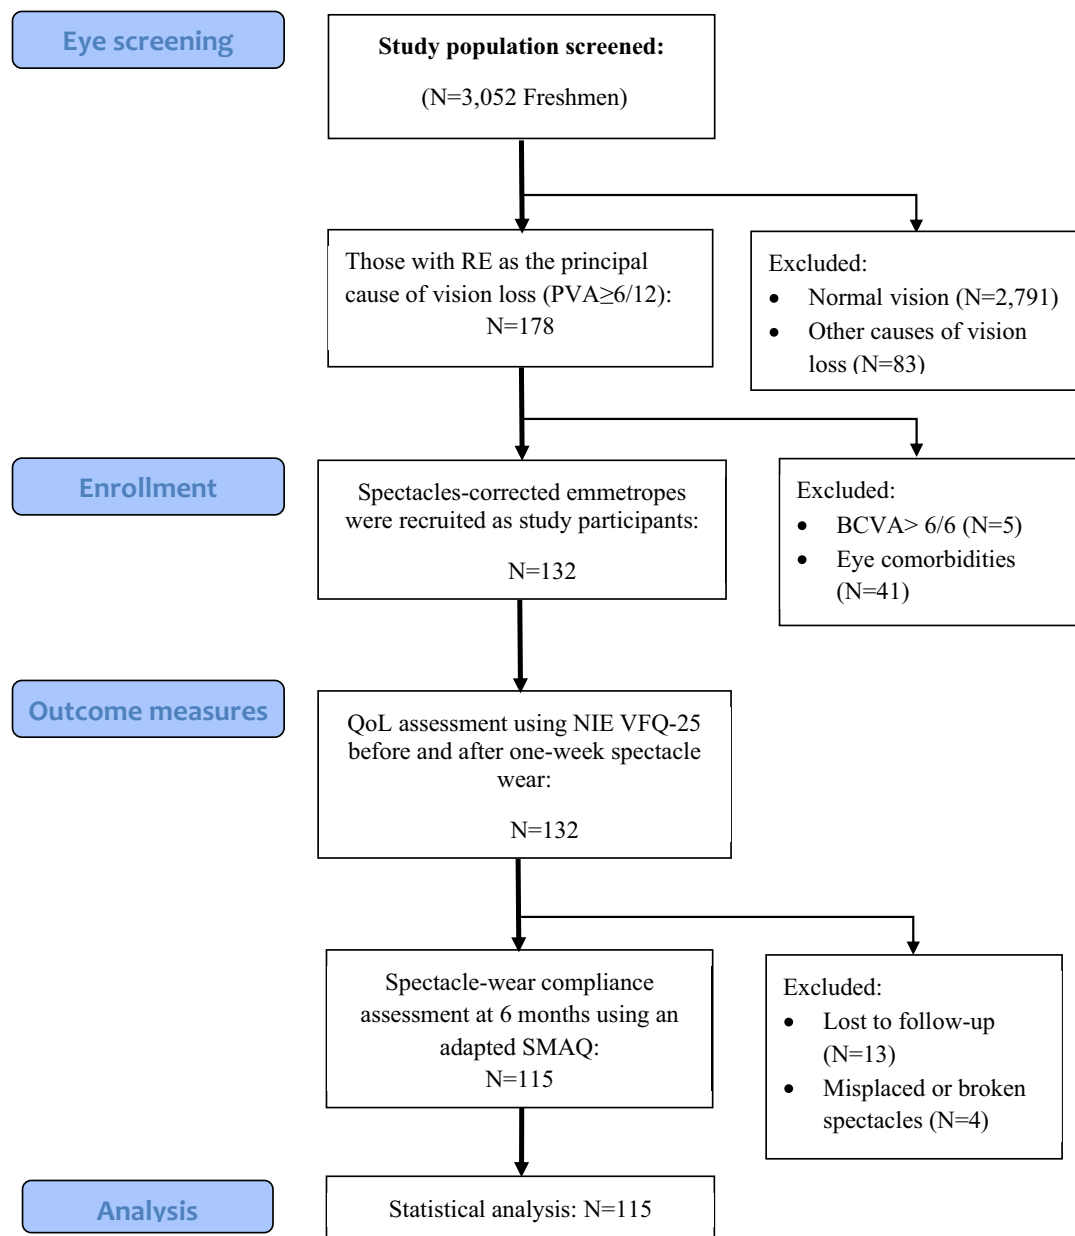 Eye screening
Study population screened:
(N=3,052 Freshmen)
Those with RE as the principal
cause of vision loss (PVA≥6/12):
N=178
Excluded:
• Normal vision (N=2,791)
• Other causes of vision
loss (N=83)
Enrollment
Spectacles-corrected emmetropes
were recruited as study participants:
N=132
Excluded:
• BCVA> 6/6 (N=5)
• Eye comorbidities
(N=41)
Outcome measures
QoL assessment using NIE VFQ-25
before and after one-week spectacle
wear:
N=132
Spectacle-wear compliance
assessment at 6 months using an
adapted SMAQ:
N=115
Excluded:
• Lost to follow-up
(N=13)
• Misplaced or broken
spectacles (N=4)
Analysis
Statistical analysis: N=115